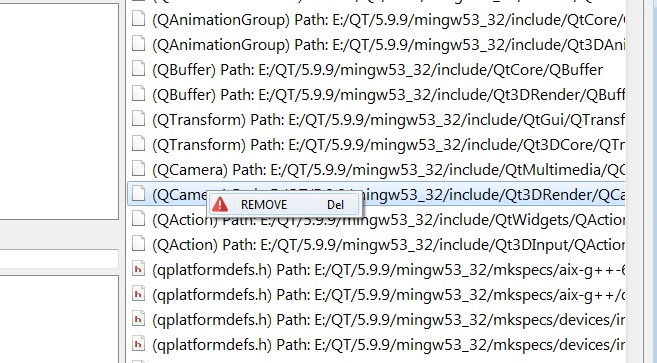 (QAnimationGroup) Path: E:/QT/5.9.9/mingw53_32/include/QtCore/
(QAnimationGroup) Path: E:/QT/5.9.9/mingw53_32/include/Qt3DAni
(QBuffer) Path: E:/QT/5.9.9/mingw53_32/include/QtCore/QBuffer
(QBuffer) Path: E:/QT/5.9.9/mingw53_32/include/Qt3DRender/QBuf
(QTransform) Path: E:/QT/5.9.9/mingw53_32/include/QtGui/QTransf
(QTransform) Path: E:/QT/5.9.9/mingw53_32/include/Qt3DCore/QTr
(QCamera) Path: E:/QT/5.9.9/mingw53_32/include/QtMultimedia/QC
(QCame mingw53_32/include/Qt3DRender/QCa
REMOVE Del
(QAction) Path: E:/QT/5.9.9/mingw53_32/include/QtWidgets/QActio
(QAction) Path: E:/QT/5.9.9/mingw53_32/include/Qt3DInput/QAction
(qplatformdefs.h) Path: E:/QT/5.9.9/mingw53_32/mkspecs/aix-g++-6
(qplatformdefs.h) Path: E:/QT/5.9.9/mingw53_32/mkspecs/aix-g++/
(qplatformdefs.h) Path: E:/QT/5.9.9/mingw53_32/mkspecs/devices/in
(qplatformdefs.h) Path: E:/QT/5.9.9/mingw53_32/mkspecs/devices/in